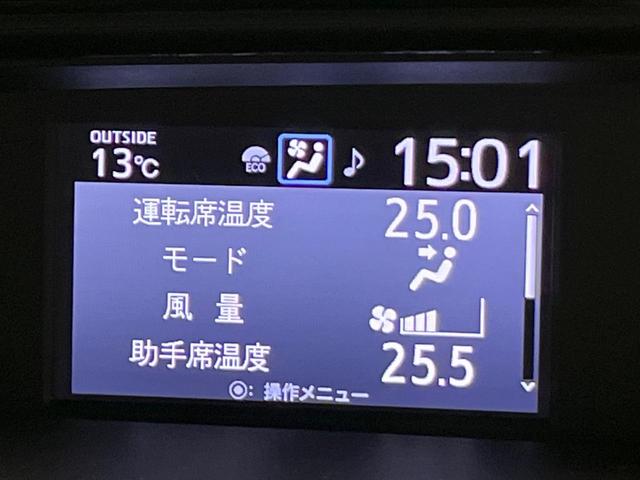 OUTSIDE
13℃ ECO 15:01
運転席温度 25.0
モード
風量
助手席温度 25.5
◎: 操作メニュー